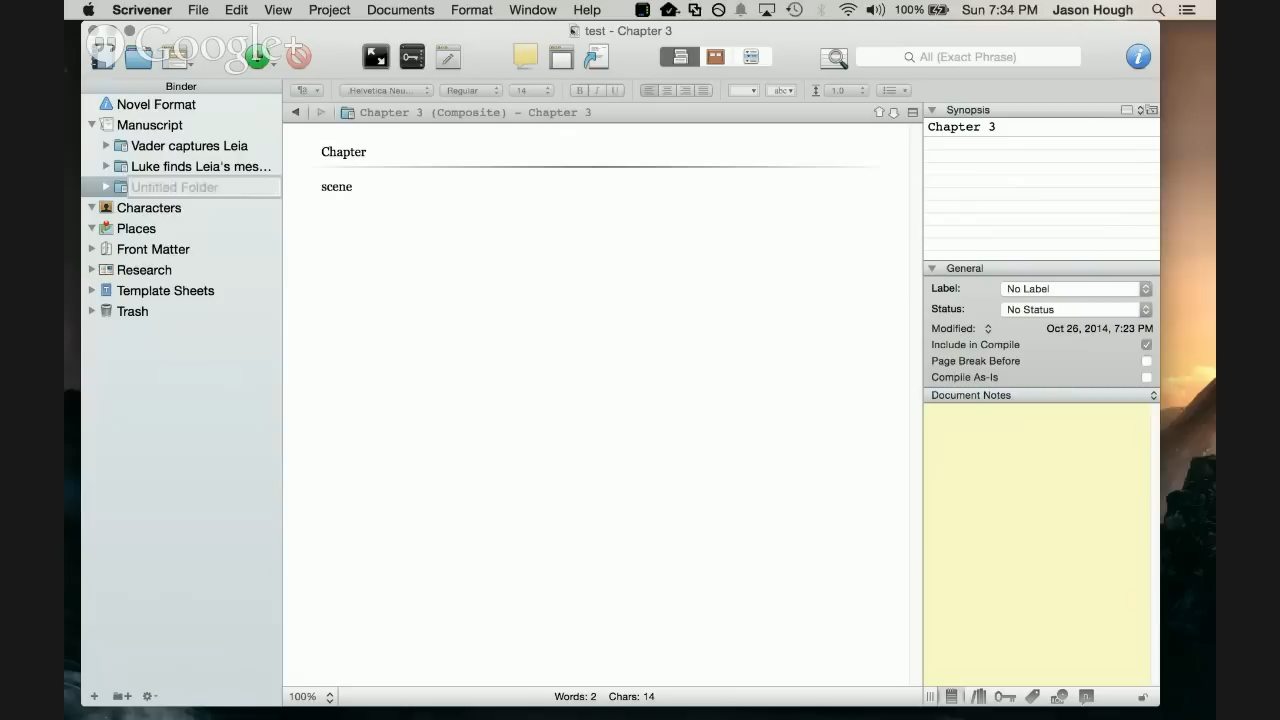 Scrivener File Edit View Project Documents Format Window Help 100% Sun 7:34 PM Jason Hough
test - Chapter 3
Google+
All (Exact Phrase)
Binder
Helvetica Neu... Regular 14 B I U abc 1.0
Novel Format
Manuscript
Vader captures Leia
Luke finds Leia's mes...
Untitled Folder
Characters
Places
Front Matter
Research
Template Sheets
Trash
Chapter 3 (Composite) - Chapter 3
Chapter
scene
100%
Words: 2 Chars: 14
Synopsis
Chapter 3
General
Label: No Label
Status: No Status
Modified: Oct 26, 2014, 7:23 PM
Include in Compile
Page Break Before
Compile As-Is
Document Notes